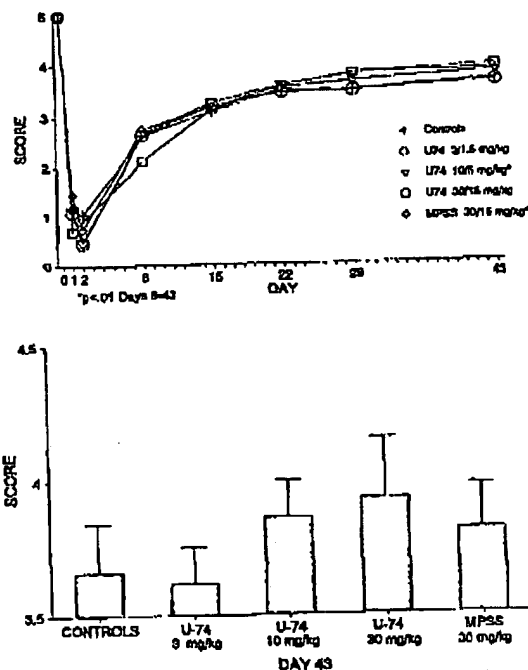 5
4
3
2
1
0
SCORE
Controls
U74 3/1.5 mg/kg
U74 10/5 mg/kg*
U74 30/15 mg/kg
MPSS 30/15 mg/kg*
0 1 2 8 15 22 29 43
DAY
*p<.01 Days 8-43
4.5
4
3.5
SCORE
CONTROLS
U-74
3 mg/kg
U-74
10 mg/kg
U-74
30 mg/kg
MPSS
30 mg/kg
DAY 43